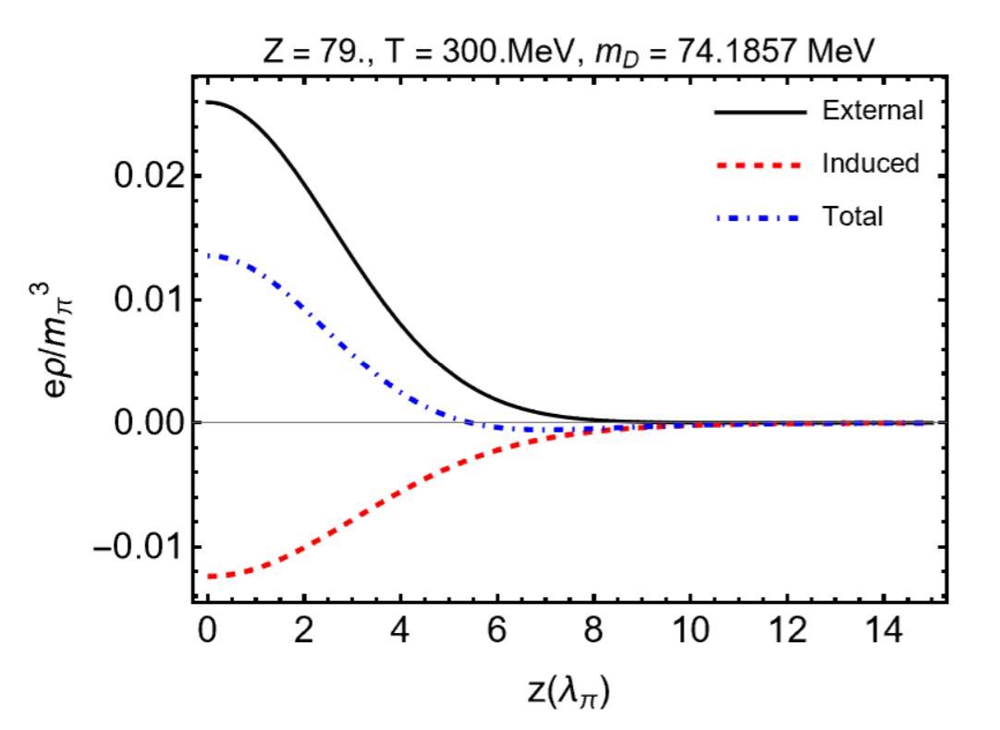 Z = 79., T = 300.MeV, m_D = 74.1857 MeV
External
Induced
Total
0.02
0.01
0.00
−0.01
eρ/m_π^3
0 2 4 6 8 10 12 14
z(λ_π)